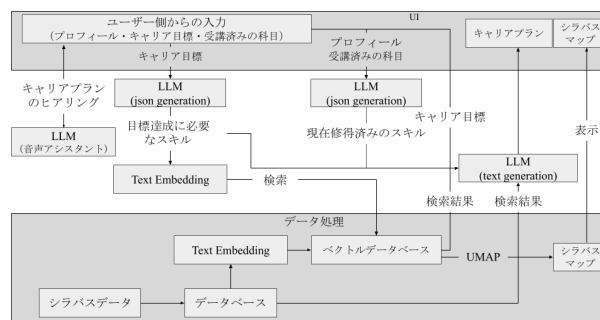 UI
ユーザー側からの入力
(プロフィール・キャリア目標・受講済みの科目)
キャリアプラン
シラバス
マップ
キャリア目標
プロフィール
受講済みの科目
キャリアプラン
のヒアリング
LLM
(json generation)
LLM
(json generation)
キャリア目標
LLM
(音声アシスタント)
目標達成に必要
なスキル
現在修得済みのスキル
表示
LLM
(text generation)
Text Embedding
検索
検索結果
検索結果
データ処理
Text Embedding
ベクトルデータベース
UMAP
シラバス
マップ
シラバスデータ
データベース